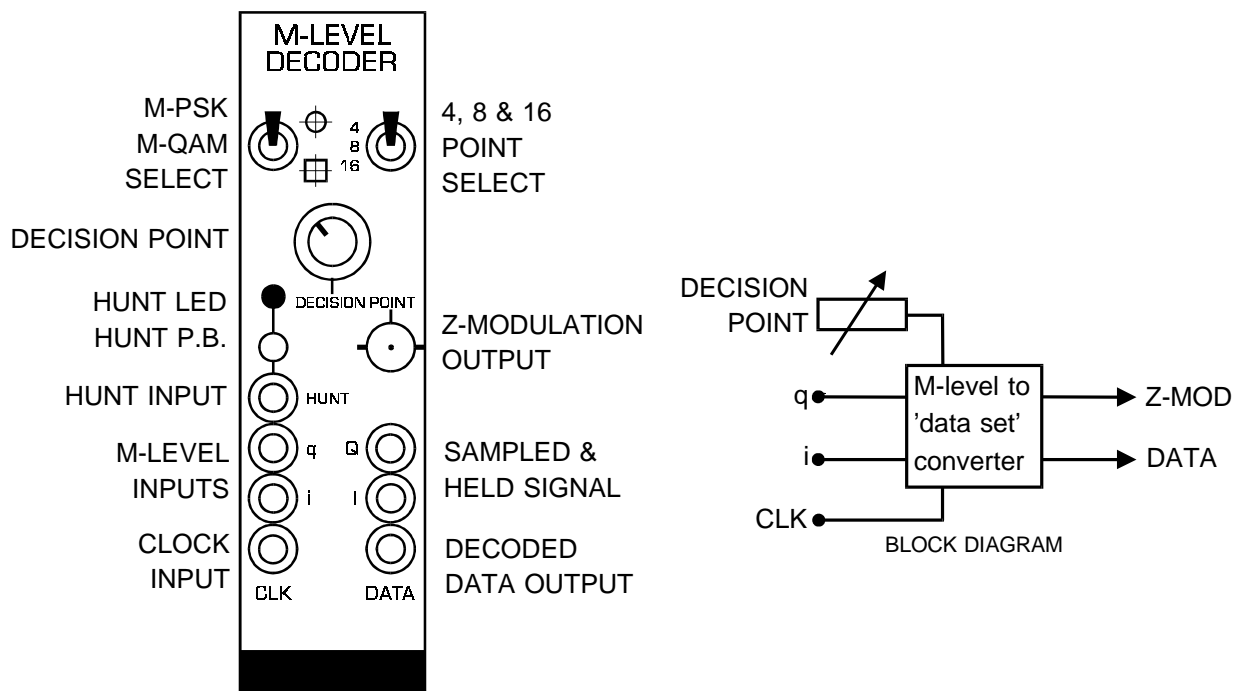 M-LEVEL
DECODER
M-PSK
M-QAM
SELECT
4
8
16
4, 8 & 16
POINT
SELECT
DECISION POINT
DECISION POINT
HUNT LED
HUNT P.B.
Z-MODULATION
OUTPUT
HUNT INPUT
HUNT
M-LEVEL
INPUTS
q
i
Q
I
SAMPLED &
HELD SIGNAL
CLOCK
INPUT
CLK
DATA
DECODED
DATA OUTPUT
DECISION
POINT
q
i
CLK
M-level to
'data set'
converter
Z-MOD
DATA
BLOCK DIAGRAM